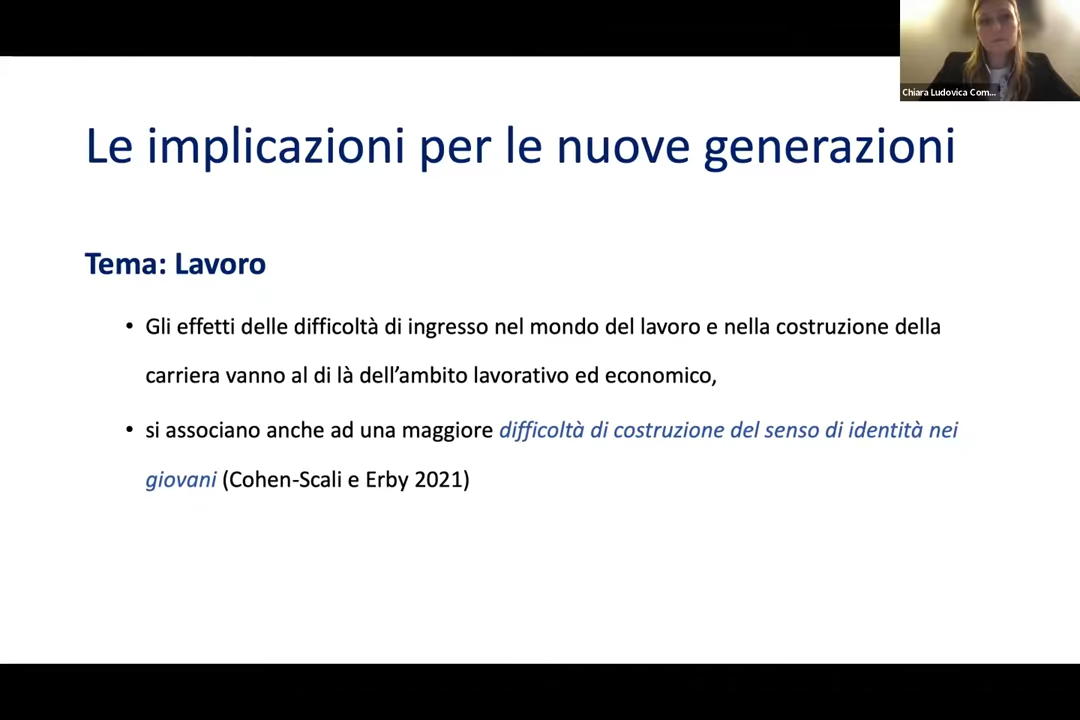 Chiara Ludovica Com...
Le implicazioni per le nuove generazioni
Tema: Lavoro
• Gli effetti delle difficoltà di ingresso nel mondo del lavoro e nella costruzione della
carriera vanno al di là dell’ambito lavorativo ed economico,
• si associano anche ad una maggiore difficoltà di costruzione del senso di identità nei
giovani (Cohen-Scali e Erby 2021)